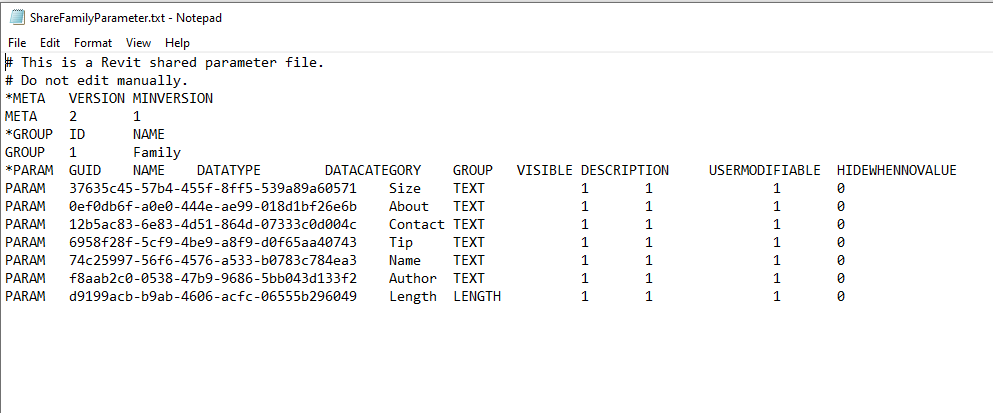 ShareFamilyParameter.txt - Notepad
File Edit Format View Help
# This is a Revit shared parameter file.
# Do not edit manually.
*META VERSION MINVERSION
META 2 1
*GROUP ID NAME
GROUP 1 Family
*PARAM GUID NAME DATATYPE DATACATEGORY GROUP VISIBLE DESCRIPTION USERMODIFIABLE HIDEWHENNOVALUE
PARAM 37635c45-57b4-455f-8ff5-539a89a60571 Size TEXT 1 1 1 0
PARAM 0ef0db6f-a0e0-444e-ae99-018d1bf26e6b About TEXT 1 1 1 0
PARAM 12b5ac83-6e83-4d51-864d-07333c0d004c Contact TEXT 1 1 1 0
PARAM 6958f28f-5cf9-4be9-a8f9-d0f65aa40743 Tip TEXT 1 1 1 0
PARAM 74c25997-56f6-4576-a533-b0783c784ea3 Name TEXT 1 1 1 0
PARAM f8aab2c0-0538-47b9-9686-5bb043d133f2 Author TEXT 1 1 1 0
PARAM d9199acb-b9ab-4606-acfc-06555b296049 Length LENGTH 1 1 1 0